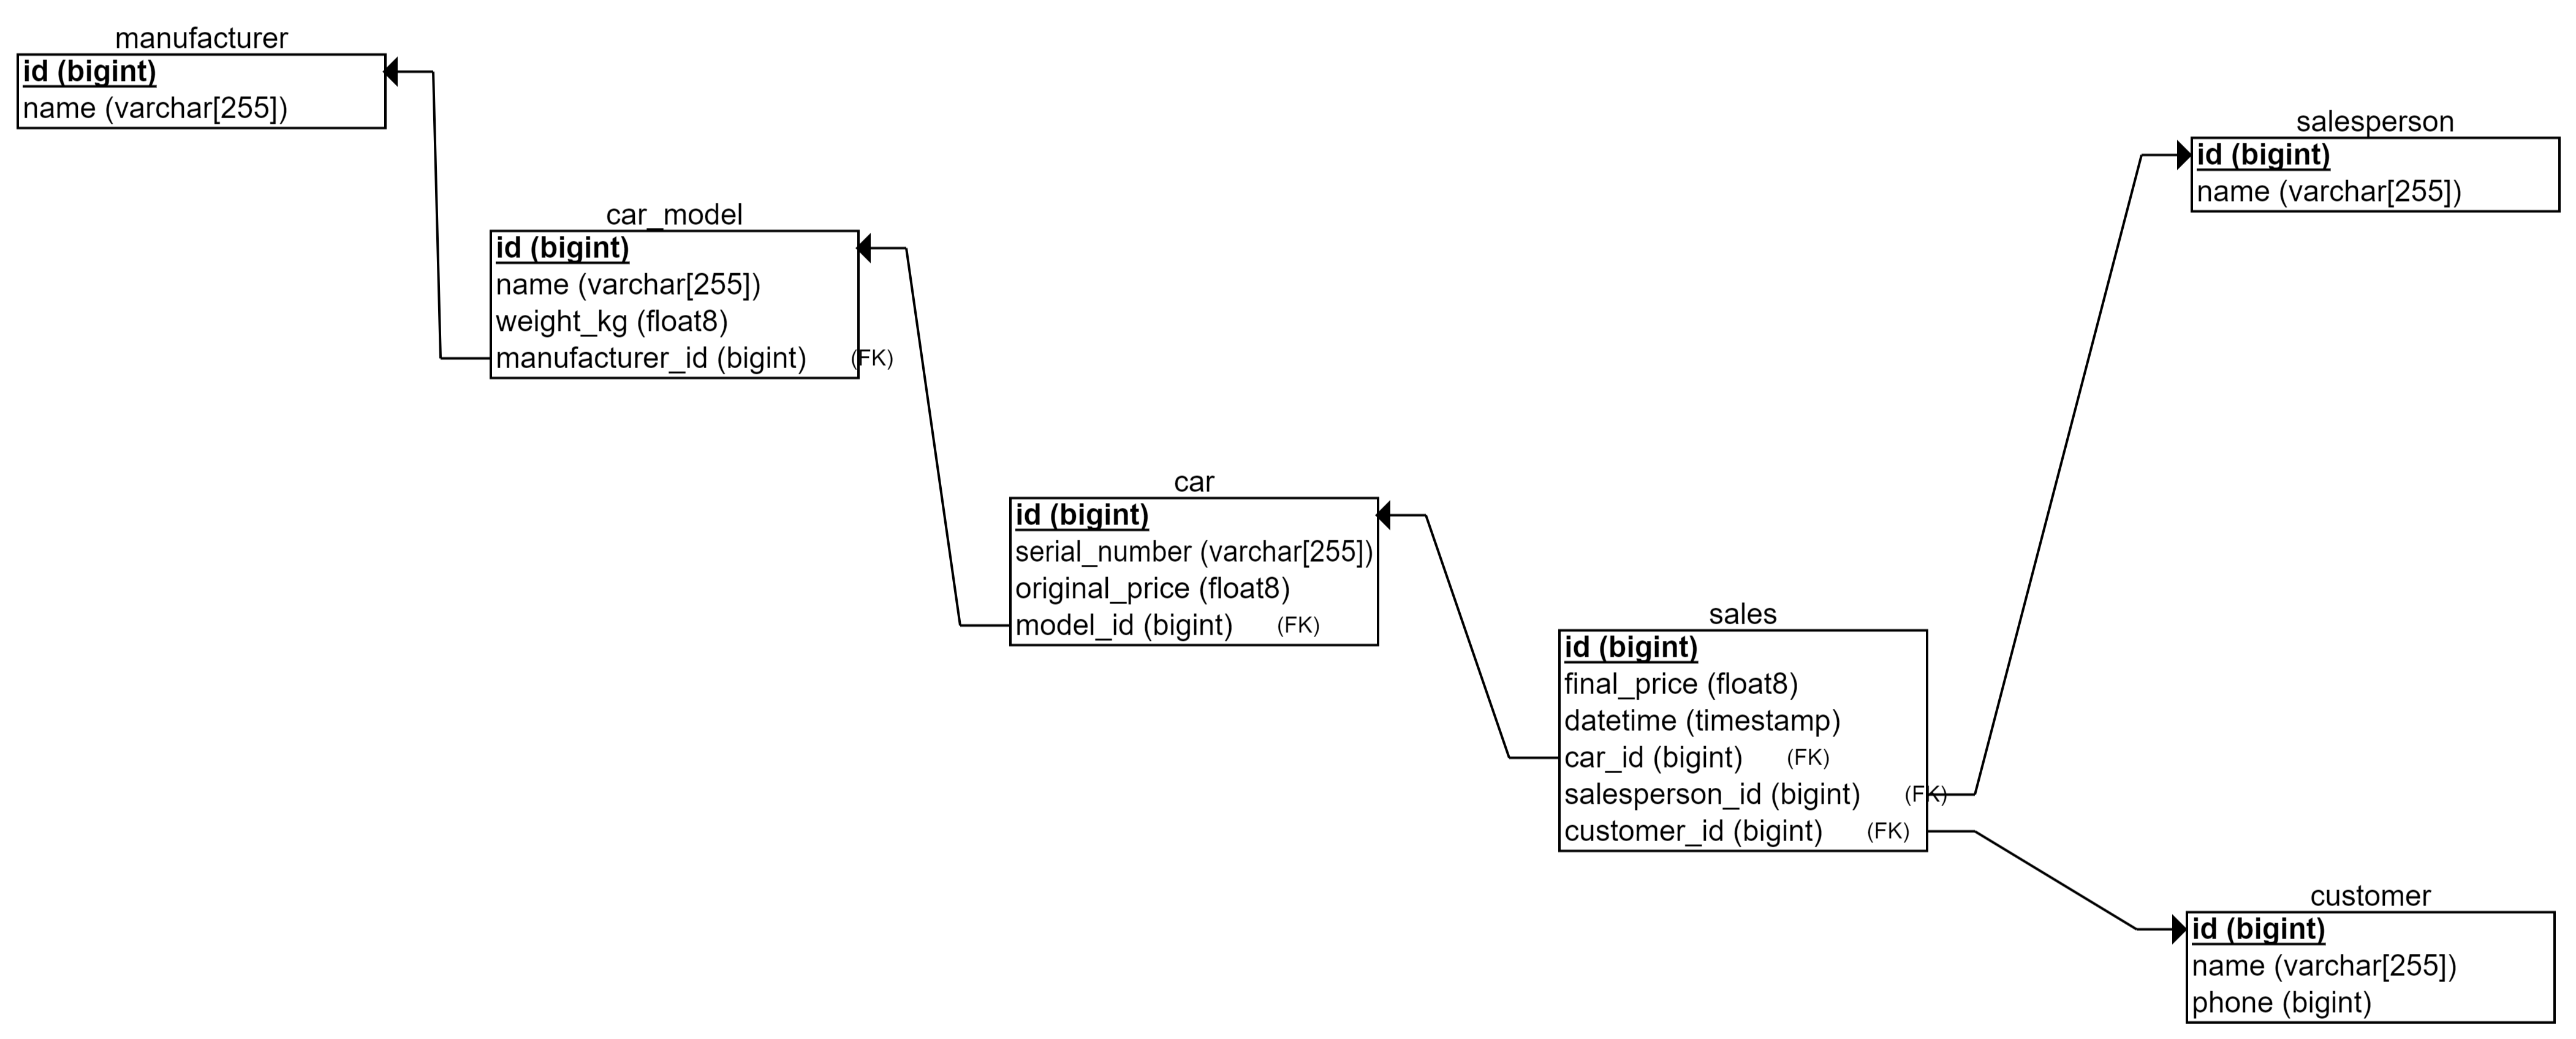 manufacturer
id (bigint)
name (varchar[255])
car_model
id (bigint)
name (varchar[255])
weight_kg (float8)
manufacturer_id (bigint) (FK)
car
id (bigint)
serial_number (varchar[255])
original_price (float8)
model_id (bigint) (FK)
sales
id (bigint)
final_price (float8)
datetime (timestamp)
car_id (bigint) (FK)
salesperson_id (bigint) (FK)
customer_id (bigint) (FK)
salesperson
id (bigint)
name (varchar[255])
customer
id (bigint)
name (varchar[255])
phone (bigint)